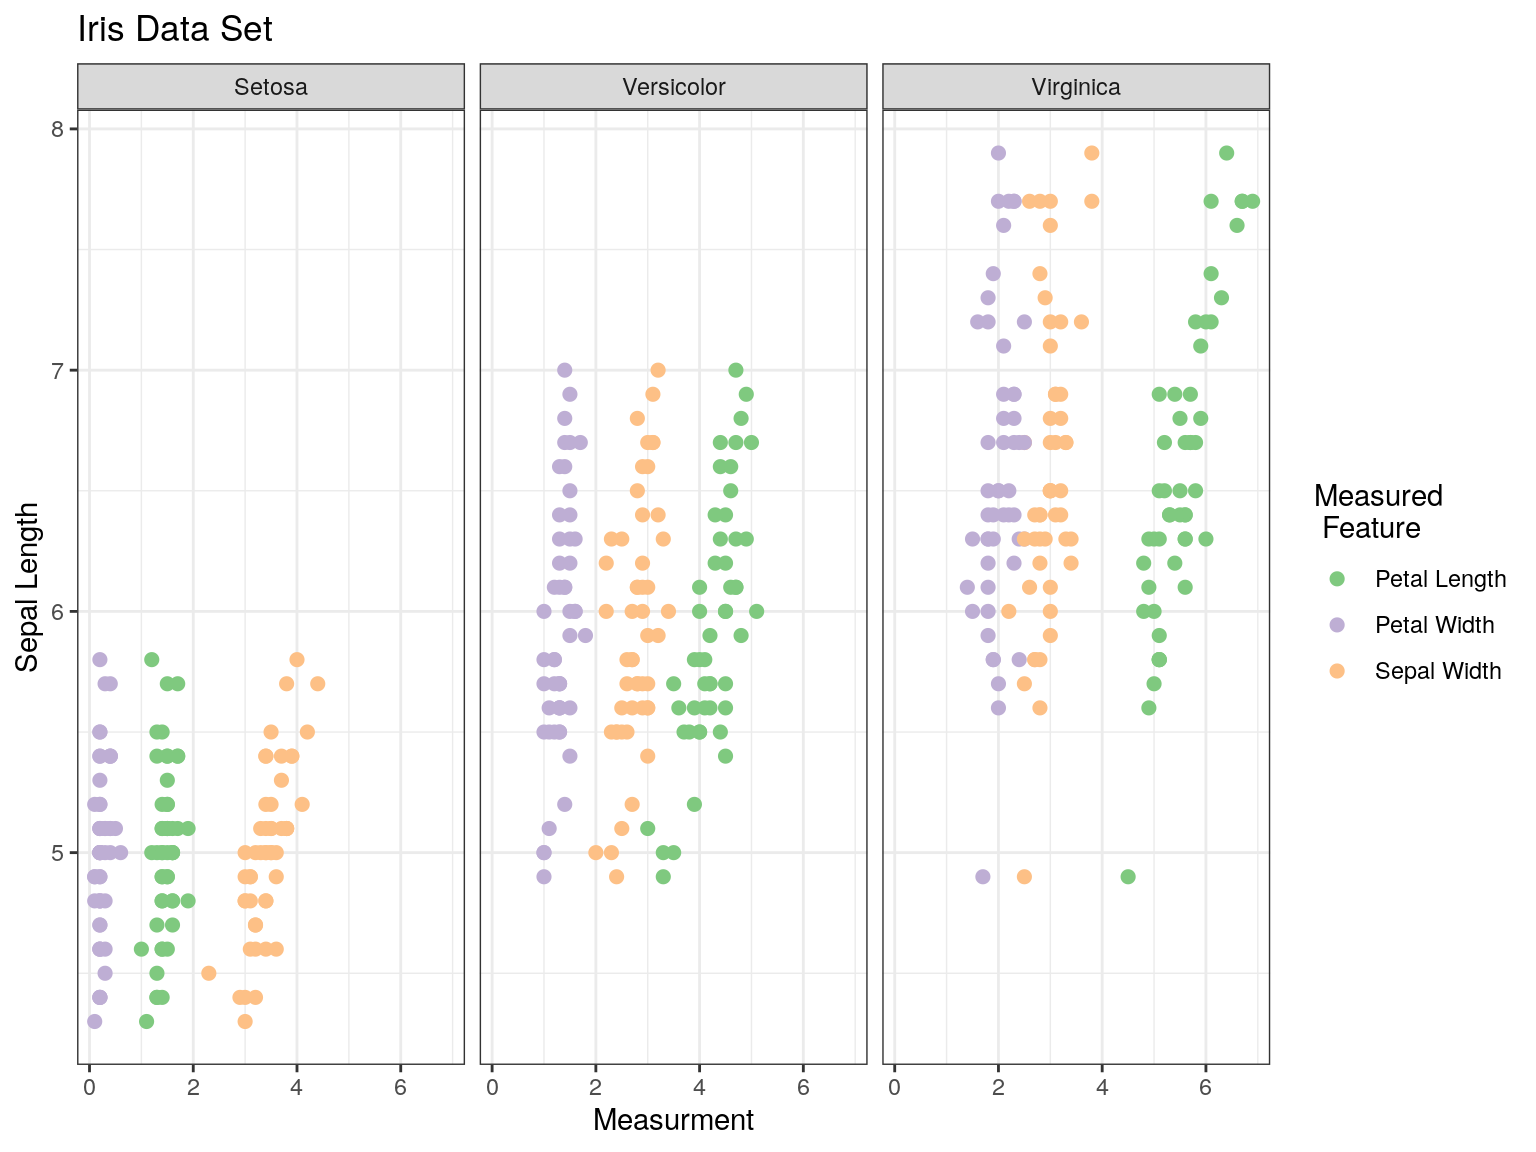 Iris Data Set
Setosa
Versicolor
Virginica
8
7
6
5
Sepal Length
0 2 4 6
0 2 4 6
0 2 4 6
Measurment
Measured
Feature
Petal Length
Petal Width
Sepal Width